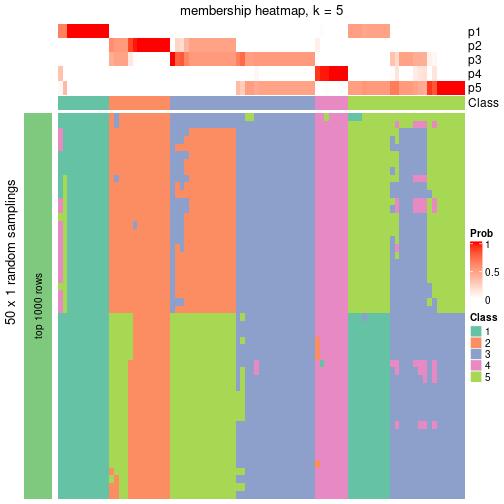 membership heatmap, k = 5
p1
p2
p3
p4
p5
Class
50 x 1 random samplings
top 1000 rows
Prob
1
0.5
0
Class
1
2
3
4
5